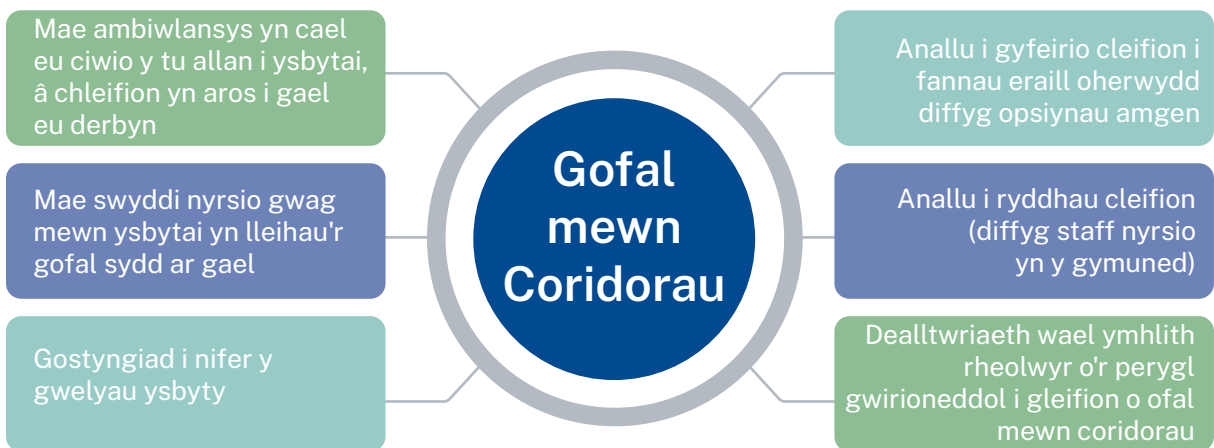 Mae ambiwlansys yn cael
eu ciwio y tu allan i ysbytai,
â chleifion yn aros i gael
eu derbyn
Mae swyddi nyrsio gwag
mewn ysbytai yn lleihau'r
gofal sydd ar gael
Gostyngiad i nifer y
gwelyau ysbyty
Gofal
mewn
Coridorau
Anallu i gyfeirio cleifion i
fannau eraill oherwydd
diffyg opsiynau amgen
Anallu i ryddhau cleifion
(diffyg staff nyrsio
yn y gymuned)
Dealltwriaeth wael ymhlith
rheolwyr o'r perygl
gwirioneddol i gleifion o ofal
mewn coridorau